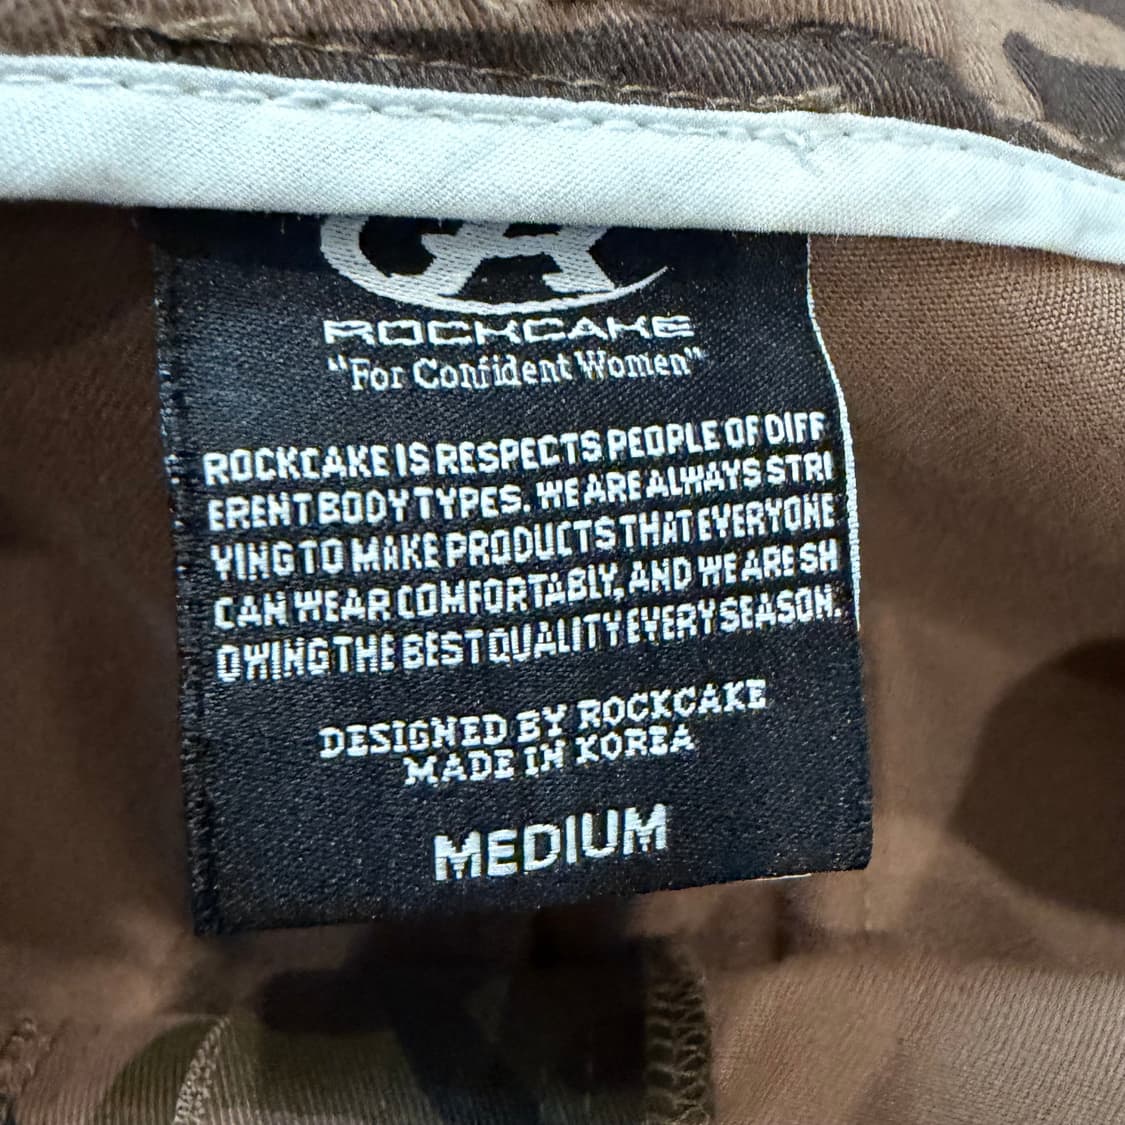 ROCKCAKE
"For Confident Women"
ROCKCAKE IS RESPECTS PEOPLE OF DIFF
ERENT BODY TYPES. WE ARE ALWAYS STRI
YING TO MAKE PRODUCTS THAT EVERYONE
CAN WEAR COMFORTABLY, AND WE ARE SH
OWING THE BEST QUALITY EVERY SEASON.
DESIGNED BY ROCKCAKE
MADE IN KOREA
MEDIUM